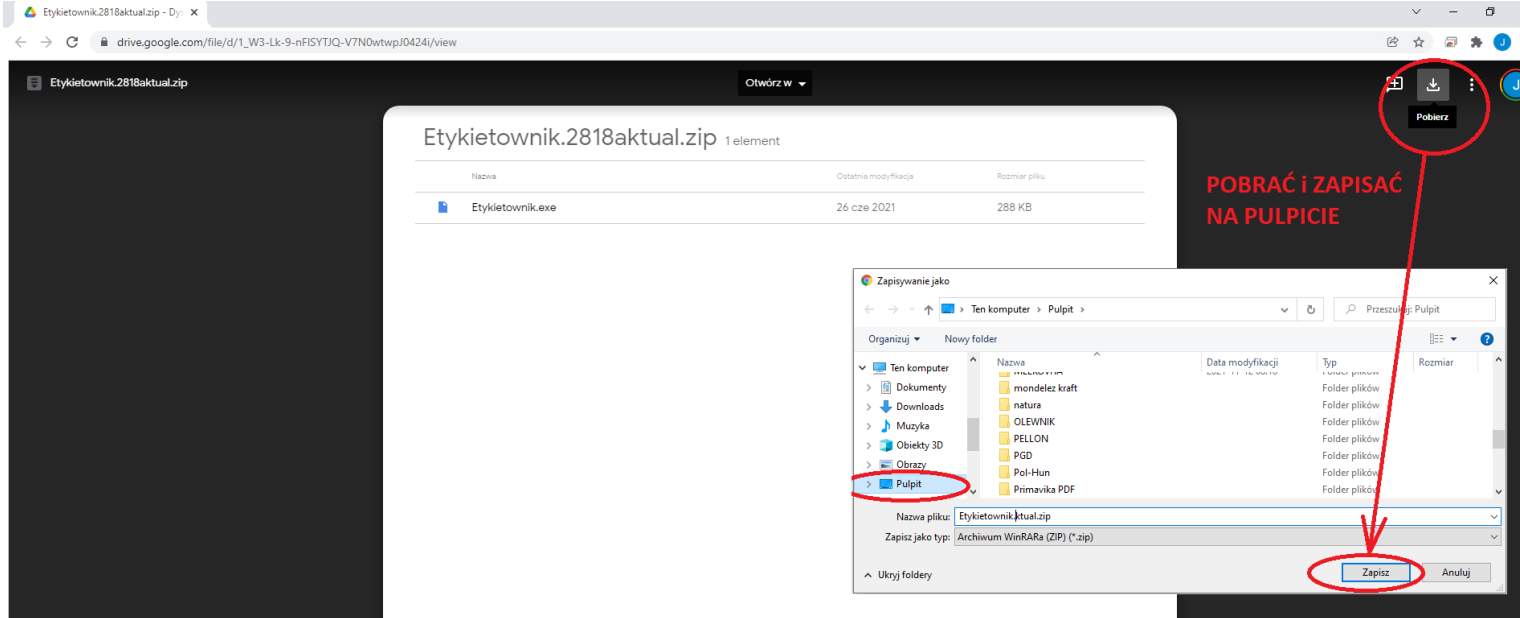 Etykietownik.2818aktual.zip - Dy
drive.google.com/file/d/1_W3-Lk-9-nFlSYTJQ-V7N0wtwpJ0424i/view
J
Etykietownik.2818aktual.zip
Otwórz w
J
Pobierz
Etykietownik.2818aktual.zip 1 element
Nazwa Ostatnia modyfikacja Rozmiar pliku
Etykietownik.exe 26 cze 2021 288 KB
POBRAĆ i ZAPISAĆ
NA PULPICIE
Zapisywanie jako
Ten komputer Pulpit
Przeszukaj: Pulpit
Organizuj Nowy folder
Nazwa Data modyfikacji Typ Rozmiar
Ten komputer
Dokumenty
Downloads
Muzyka
Obiekty 3D
Obrazy
Pulpit
Folder plików
mondelez kraft Folder plików
natura Folder plików
OLEWNIK Folder plików
PELLON Folder plików
PGD Folder plików
Pol-Hun Folder plików
Primavika PDF Folder plików
Nazwa pliku: Etykietownik.ktual.zip
Zapisz jako typ: Archiwum WinRARa (ZIP) (*.zip)
Ukryj foldery
Zapisz
Anuluj